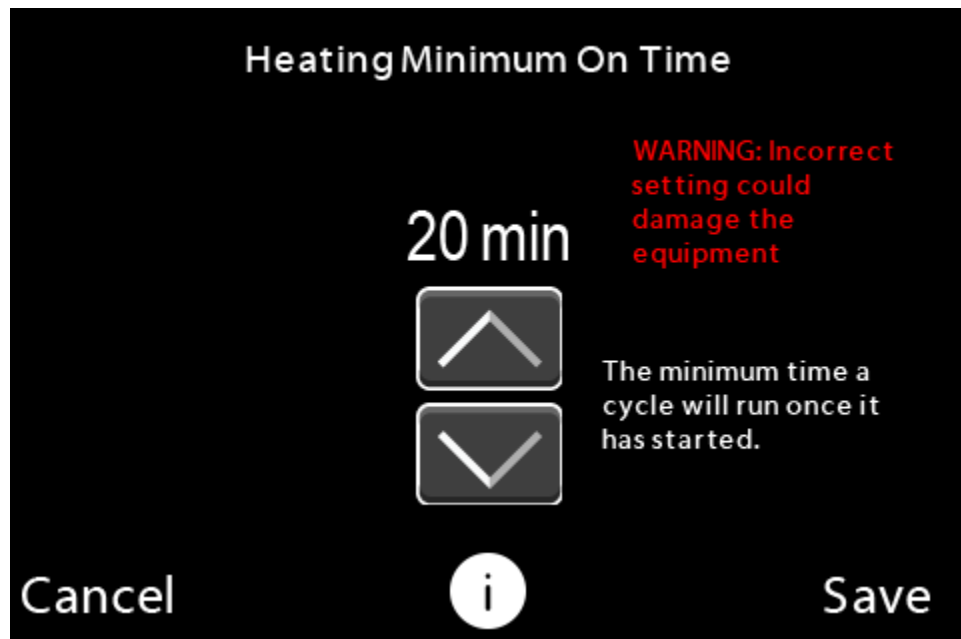 Heating Minimum On Time
WARNING: Incorrect
setting could
damage the
equipment
20 min
The minimum time a
cycle will run once it
has started.
Cancel
i
Save